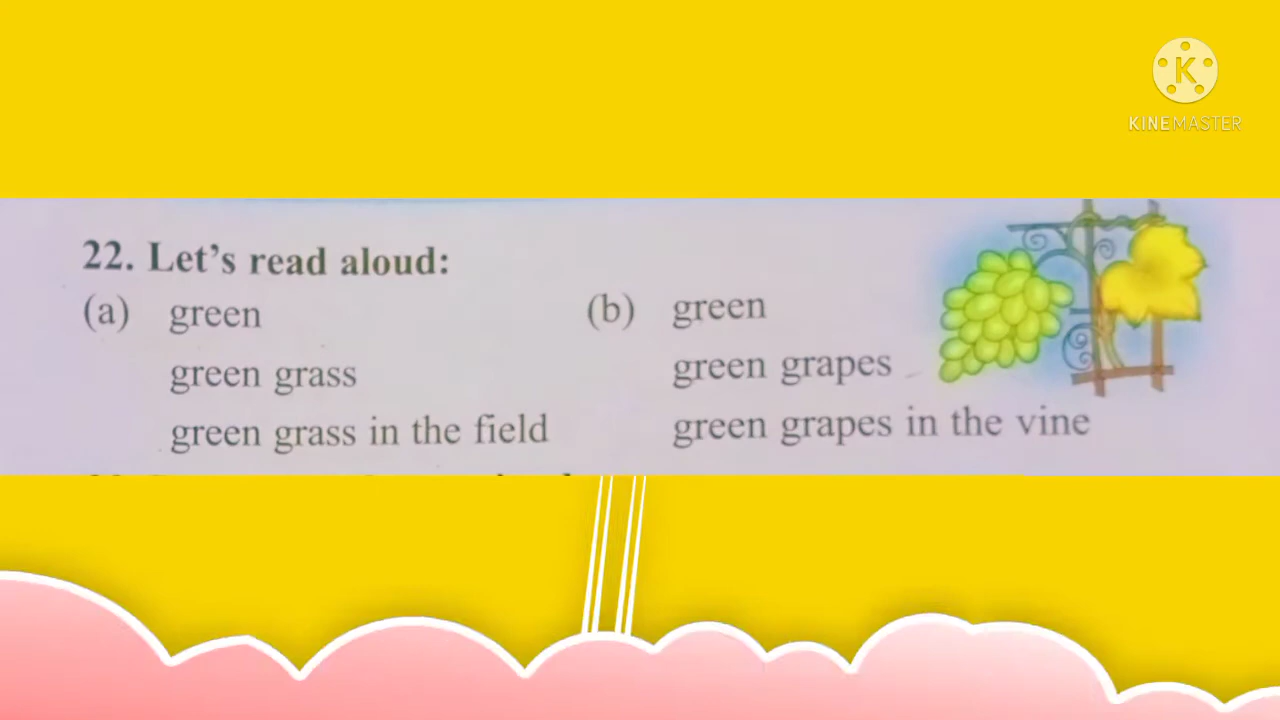 KINEMASTER
22. Let's read aloud:
(a) green
green grass
green grass in the field
(b) green
green grapes
green grapes in the vine